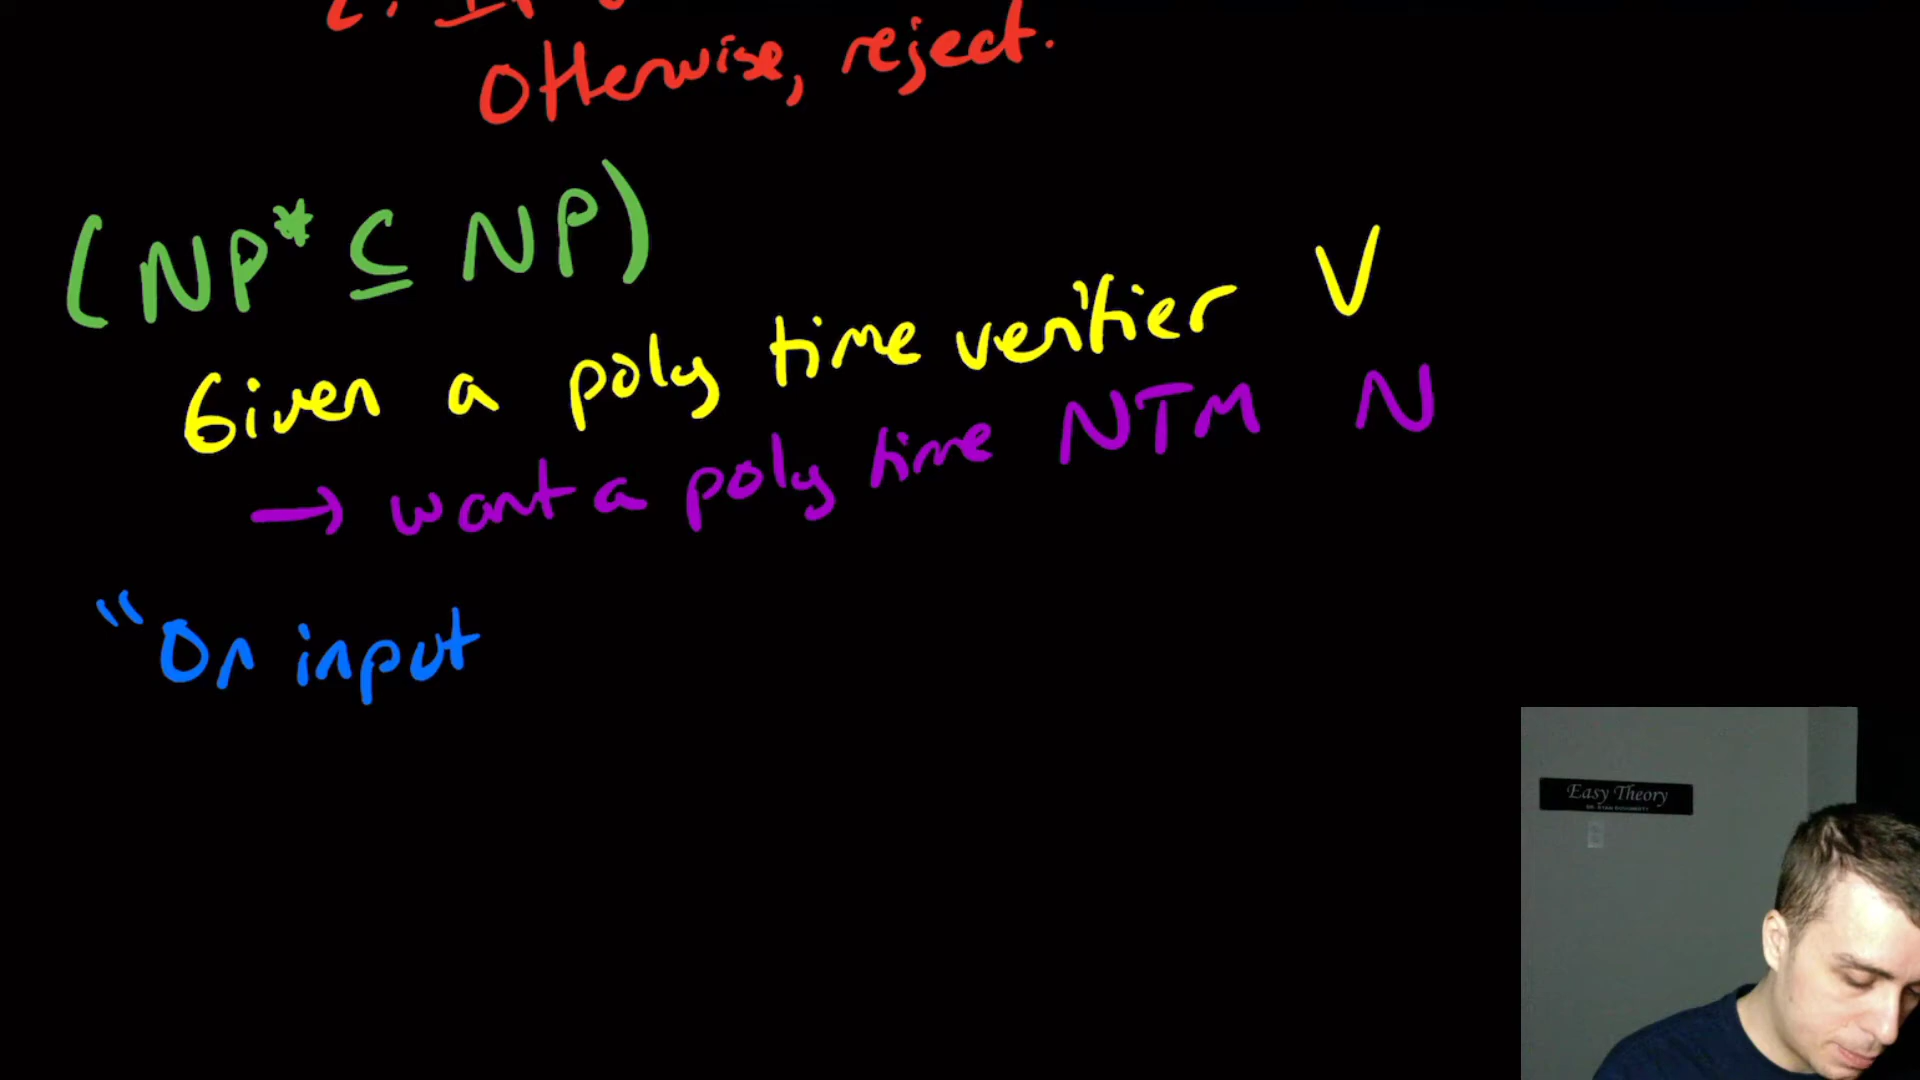 Otherwise, reject.
(NP* ⊆ NP)
Given a poly time verifier V
→ want a poly time NTM N
"On input
Easy Theory